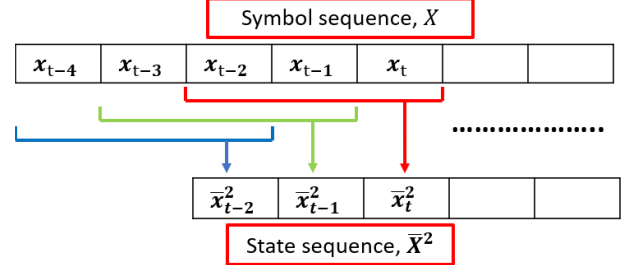 Symbol sequence, X
x_{t−4} x_{t−3} x_{t−2} x_{t−1} x_t
.....................
x̅²_{t−2} x̅²_{t−1} x̅²_t
State sequence, X̅²